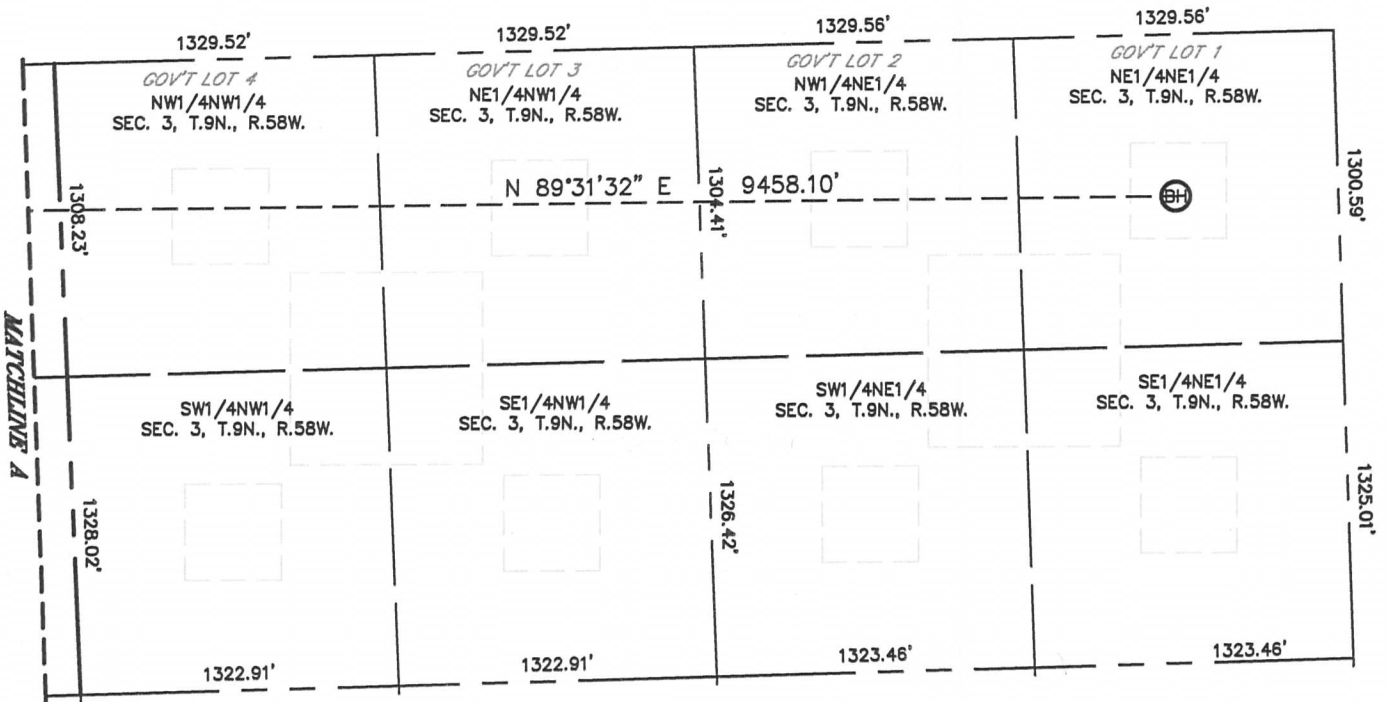 1329.52'
1329.52'
1329.56'
1329.56'
GOV'T LOT 4
NW1/4NW1/4
SEC. 3, T.9N., R.58W.
GOV'T LOT 3
NE1/4NW1/4
SEC. 3, T.9N., R.58W.
GOV'T LOT 2
NW1/4NE1/4
SEC. 3, T.9N., R.58W.
GOV'T LOT 1
NE1/4NE1/4
SEC. 3, T.9N., R.58W.
1308.23'
N 89°31'32" E
1304.41'
9458.10'
BH
1300.59'
MATCHLINE A
SW1/4NW1/4
SEC. 3, T.9N., R.58W.
SE1/4NW1/4
SEC. 3, T.9N., R.58W.
SW1/4NE1/4
SEC. 3, T.9N., R.58W.
SE1/4NE1/4
SEC. 3, T.9N., R.58W.
1328.02'
1326.42'
1325.01'
1322.91'
1322.91'
1323.46'
1323.46'